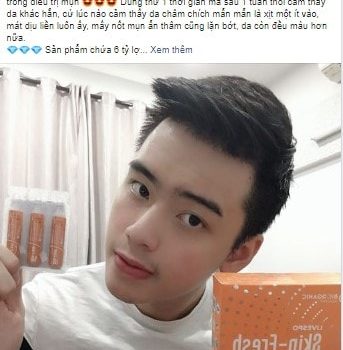 trong điều trị mụn 😍😍😍 Dùng thử 1 thời gian mà sau 1 tuần thôi cảm thấy
da khác hẳn, cứ lúc nào cảm thấy da châm chích mẩn mẩn là xịt một ít vào,
mát dịu liền luôn ấy, mấy nốt mụn ẩn thâm cũng lặn bớt, da còn đều màu hơn
nữa.
💎💎💎 Sản phẩm chứa 6 tỷ lợ... Xem thêm
LIVESPO
Skin-Fresh